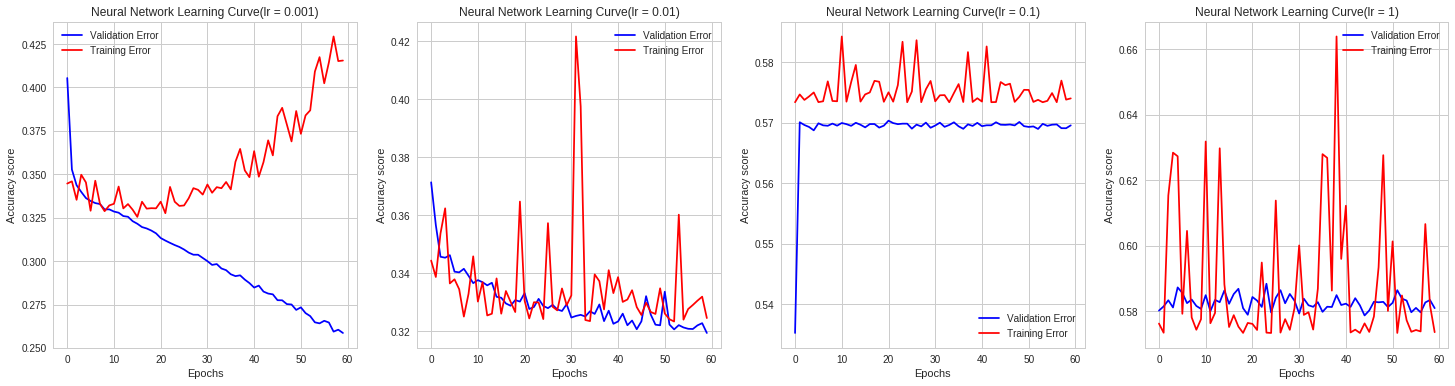 Neural Network Learning Curve(lr = 0.001)
Validation Error
Training Error
Accuracy score
0.425
0.400
0.375
0.350
0.325
0.300
0.275
0.250
0 10 20 30 40 50 60
Epochs
Neural Network Learning Curve(lr = 0.01)
Validation Error
Training Error
Accuracy score
0.42
0.40
0.38
0.36
0.34
0.32
0 10 20 30 40 50 60
Epochs
Neural Network Learning Curve(lr = 0.1)
Accuracy score
0.58
0.57
0.56
0.55
0.54
Validation Error
Training Error
0 10 20 30 40 50 60
Epochs
Neural Network Learning Curve(lr = 1)
Validation Error
Training Error
Accuracy score
0.66
0.64
0.62
0.60
0.58
0 10 20 30 40 50 60
Epochs